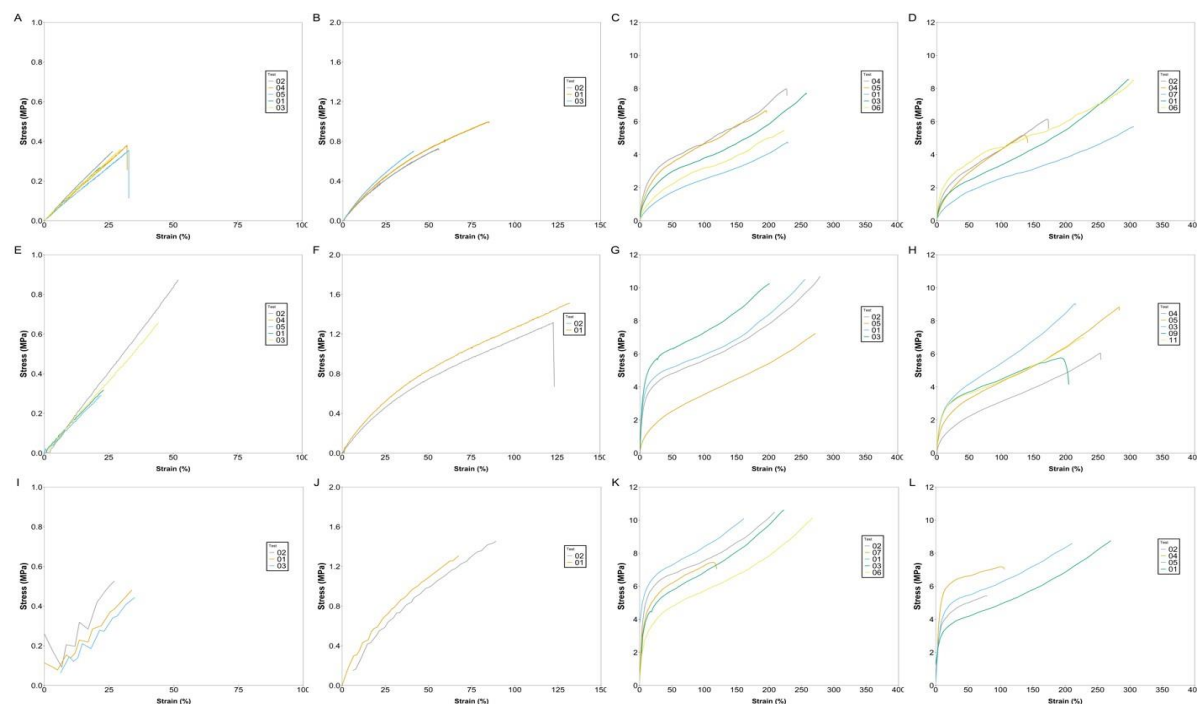 A
1.0
0.8
0.6
0.4
0.2
0.0
Stress (MPa)
0 25 50 75 100
Strain (%)
Test
02
04
05
01
03
B
2.0
1.6
1.2
0.8
0.4
0.0
Stress (MPa)
0 25 50 75 100 125 150
Strain (%)
Test
02
01
03
C
12
10
8
6
4
2
0
Stress (MPa)
0 50 100 150 200 250 300 350 400
Strain (%)
Test
04
05
01
03
06
D
12
10
8
6
4
2
0
Stress (MPa)
0 50 100 150 200 250 300 350 400
Strain (%)
Test
04
04
07
01
06
E
1.0
0.8
0.6
0.4
0.2
0.0
Stress (MPa)
0 25 50 75 100
Strain (%)
Test
02
04
05
01
03
F
2.0
1.6
1.2
0.8
0.4
0.0
Stress (MPa)
0 25 50 75 100 125 150
Strain (%)
Test
02
01
G
12
10
8
6
4
2
0
Stress (MPa)
0 50 100 150 200 250 300 350 400
Strain (%)
Test
02
05
01
03
H
12
10
8
6
4
2
0
Stress (MPa)
0 50 100 150 200 250 300 350 40
Strain (%)
Test
04
05
03
09
11
I
1.0
0.8
0.6
0.4
0.2
0.0
Stress (MPa)
0 25 50 75 100
Strain (%)
Test
02
01
03
J
2.0
1.6
1.2
0.8
0.4
0.0
Stress (MPa)
0 25 50 75 100 125 150
Strain (%)
Test
02
01
K
12
10
8
6
4
2
0
Stress (MPa)
0 50 100 150 200 250 300 350 400
Strain (%)
Test
02
07
01
03
06
L
12
10
8
6
4
2
0
Stress (MPa)
0 50 100 150 200 250 300 350 40
Strain (%)
Test
02
04
05
01